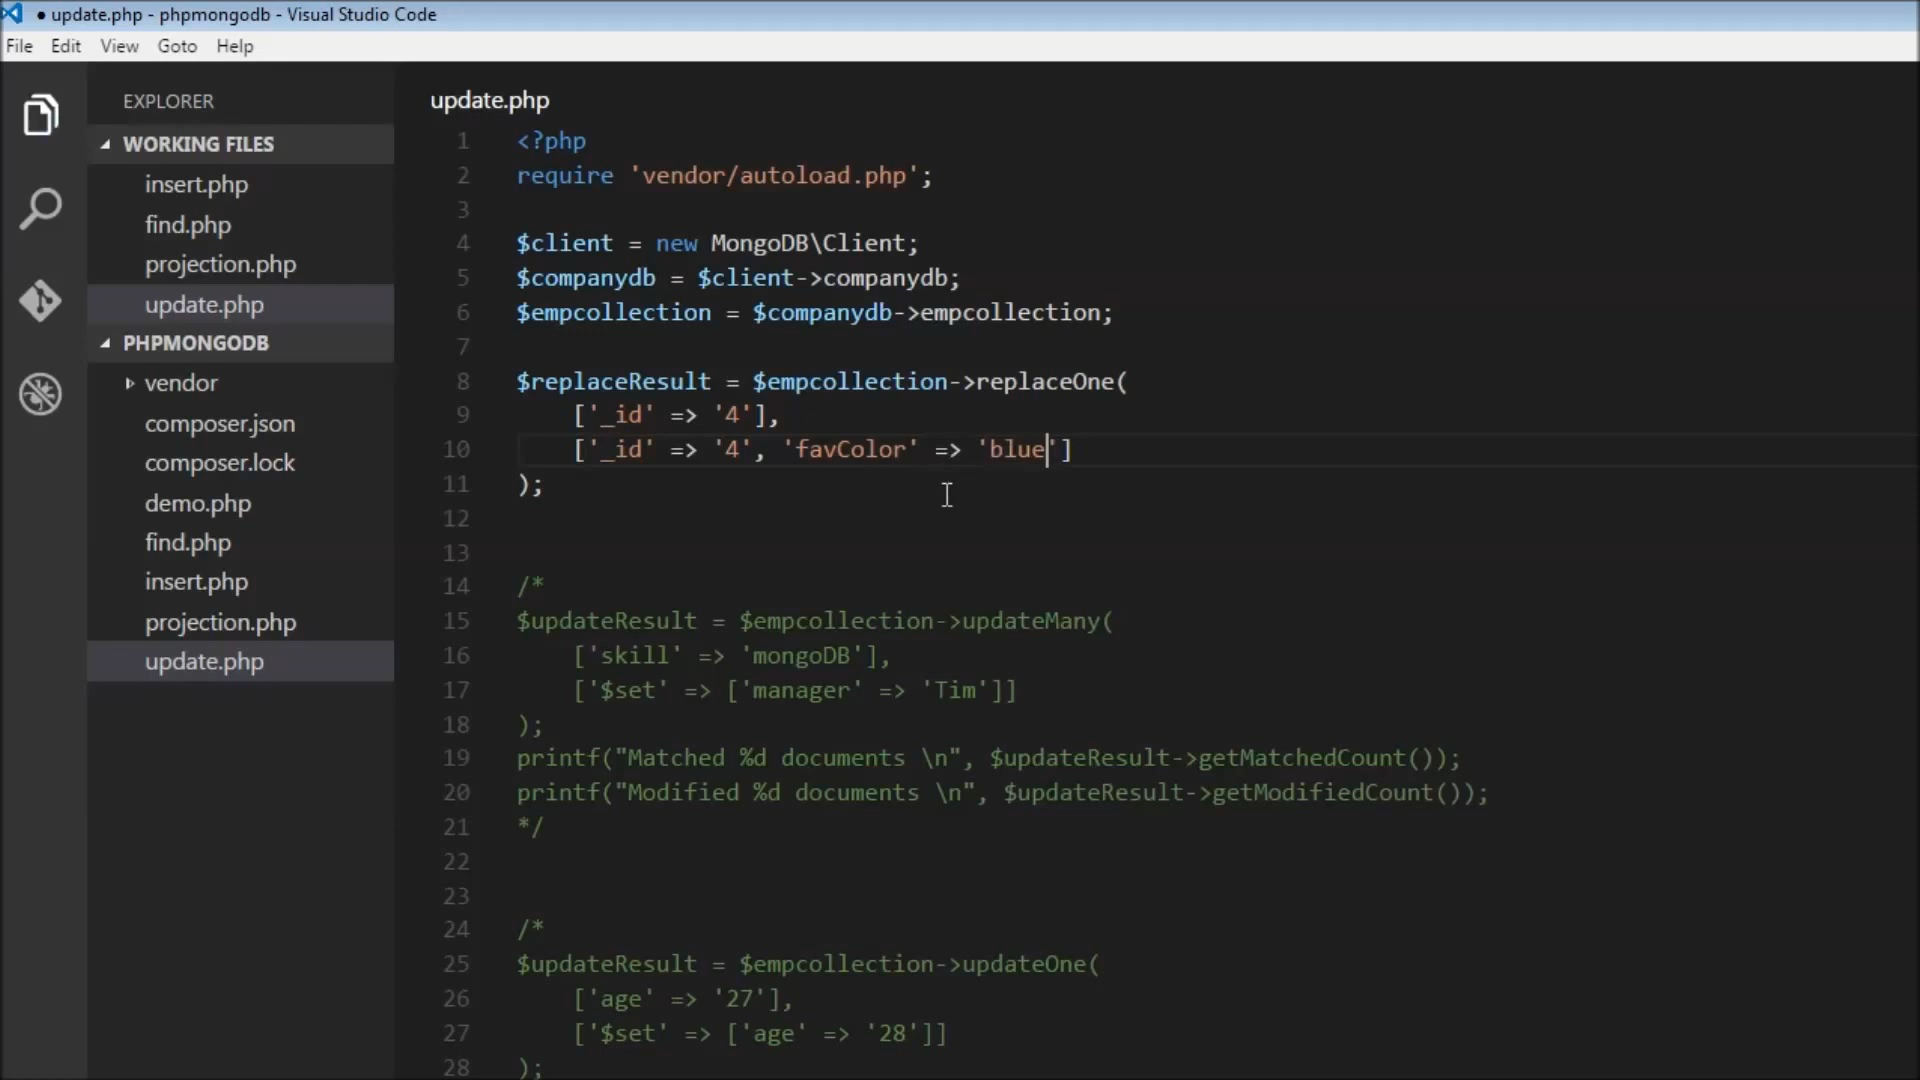 ● update.php - phpmongodb - Visual Studio Code
File Edit View Goto Help
EXPLORER
WORKING FILES
insert.php
find.php
projection.php
update.php
PHPMONGODB
vendor
composer.json
composer.lock
demo.php
find.php
insert.php
projection.php
update.php
update.php
1 <?php
2 require 'vendor/autoload.php';
3
4 $client = new MongoDB\Client;
5 $companydb = $client->companydb;
6 $empcollection = $companydb->empcollection;
7
8 $replaceResult = $empcollection->replaceOne(
9 ['_id' => '4'],
10 ['_id' => '4', 'favColor' => 'blue']
11 );
12
13
14 /*
15 $updateResult = $empcollection->updateMany(
16 ['skill' => 'mongoDB'],
17 ['$set' => ['manager' => 'Tim']]
18 );
19 printf("Matched %d documents \n", $updateResult->getMatchedCount());
20 printf("Modified %d documents \n", $updateResult->getModifiedCount());
21 */
22
23
24 /*
25 $updateResult = $empcollection->updateOne(
26 ['age' => '27'],
27 ['$set' => ['age' => '28']]
28 );